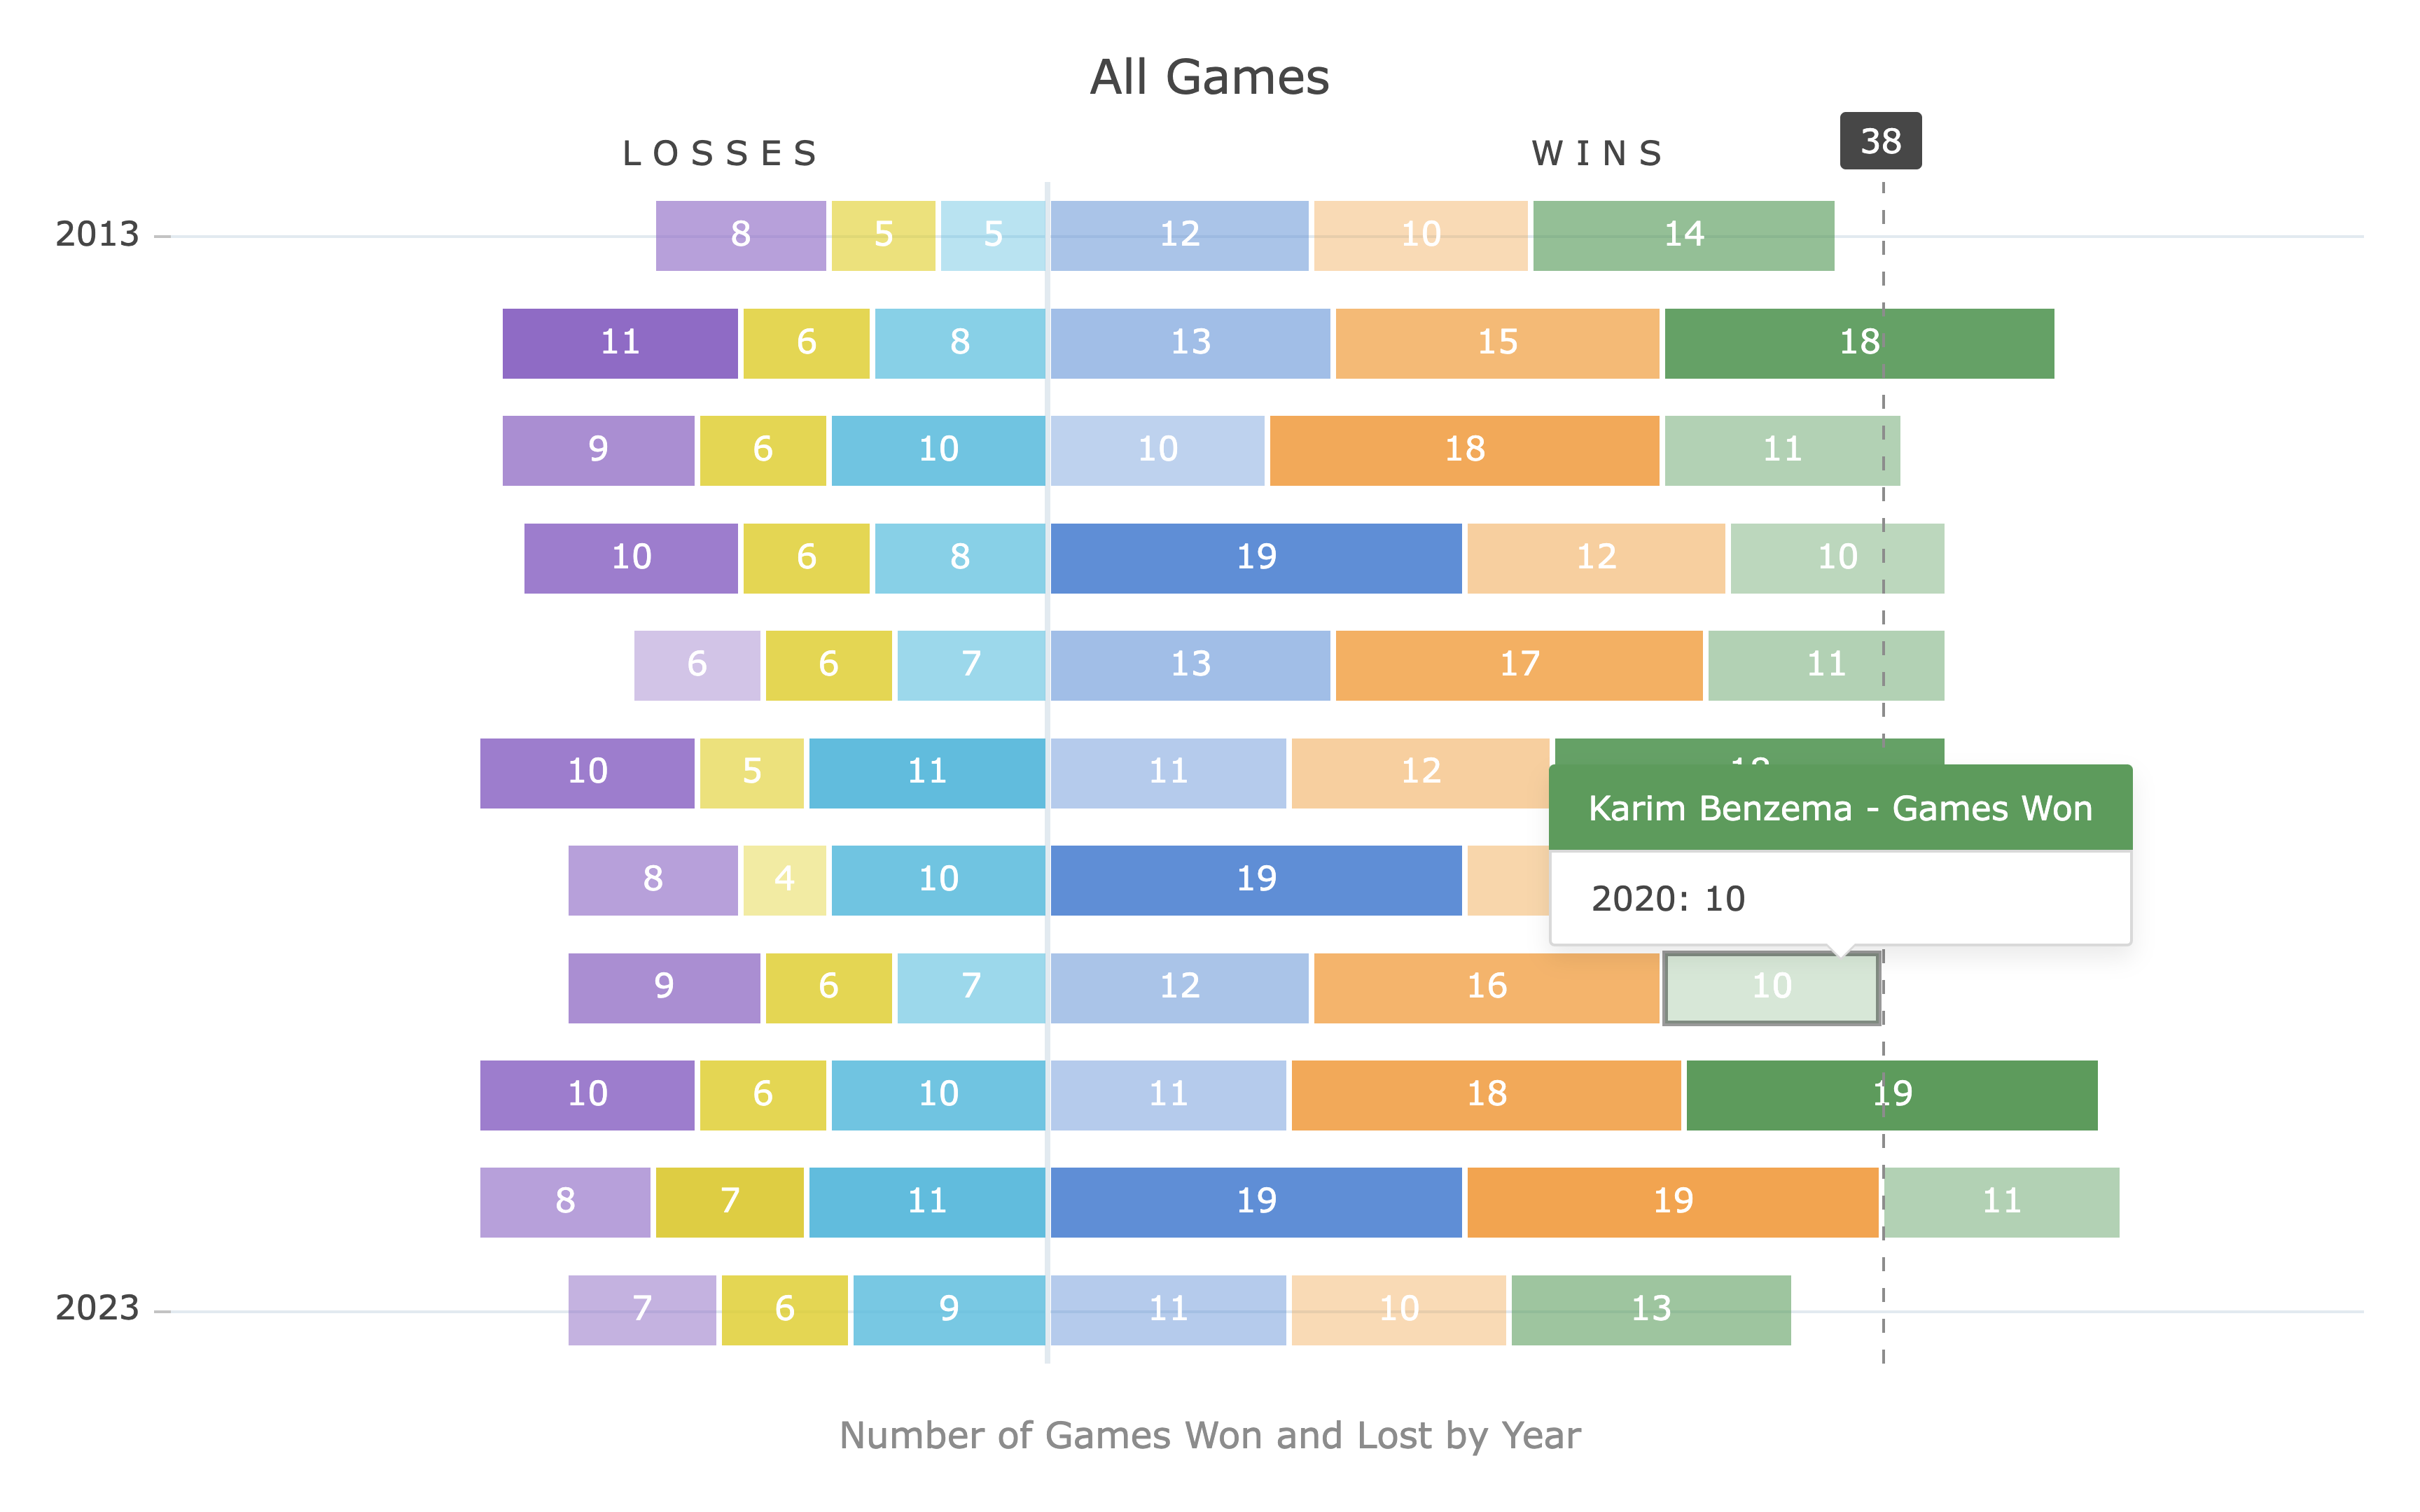 All Games
LOSSES WINS 38
2013 8 5 5 12 10 14
11 6 8 13 15 18
9 6 10 10 18 11
10 6 8 19 12 10
6 6 7 13 17 11
10 5 11 11 12
Karim Benzema - Games Won
8 4 10 19
2020: 10
9 6 7 12 16 10
10 6 10 11 18 19
8 7 11 19 19 11
2023 7 6 9 11 10 13
Number of Games Won and Lost by Year